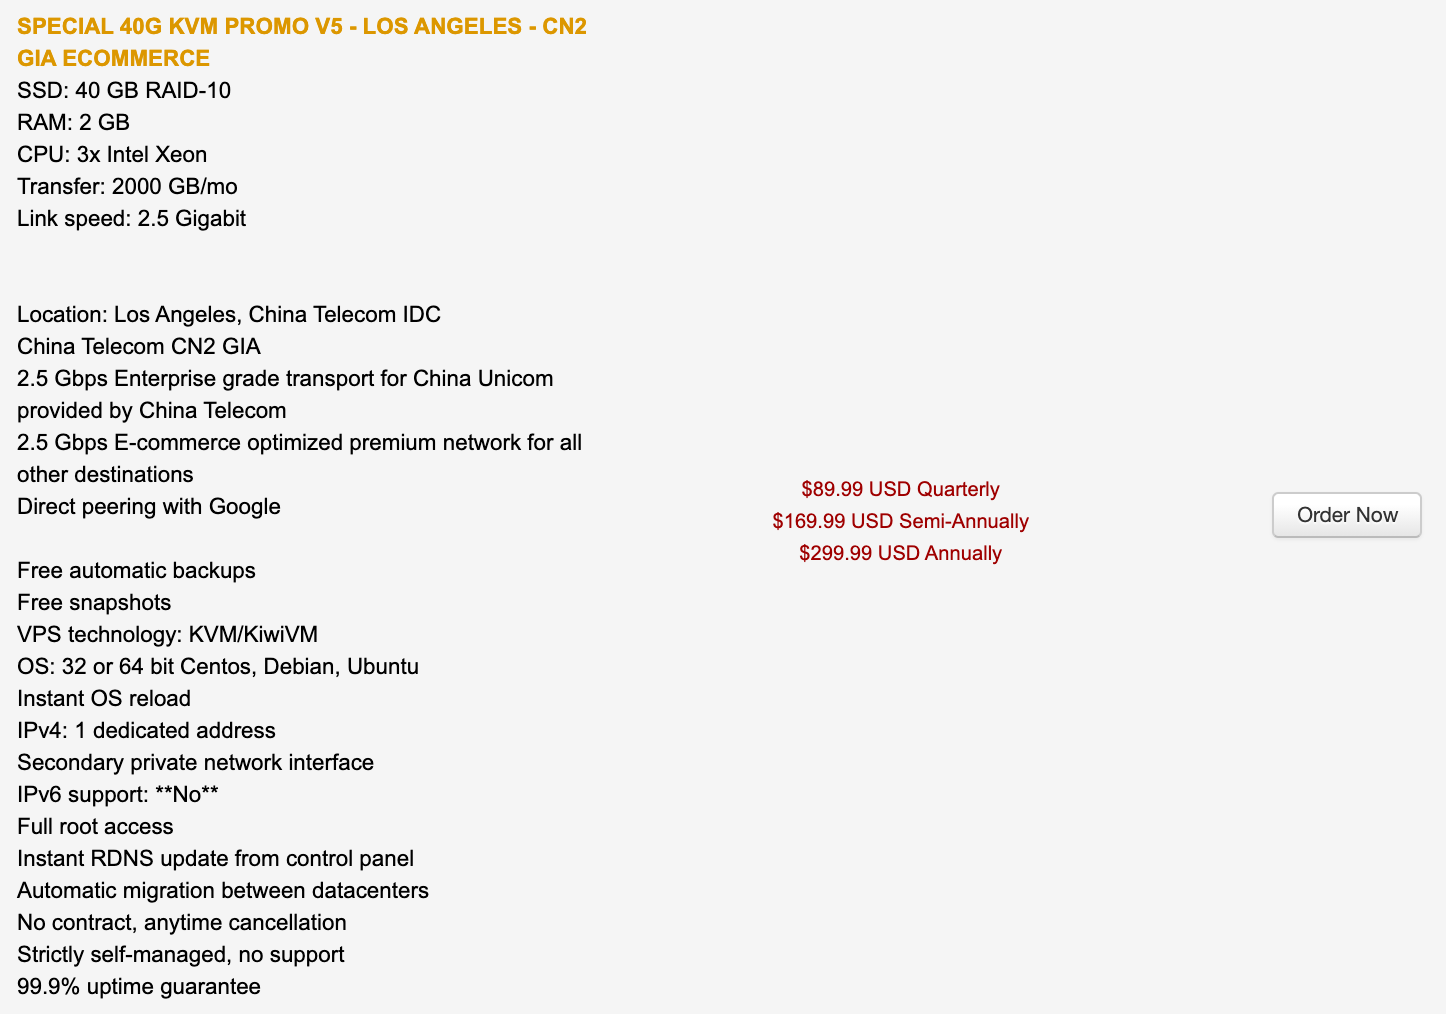 SPECIAL 40G KVM PROMO V5 - LOS ANGELES - CN2
GIA ECOMMERCE
SSD: 40 GB RAID-10
RAM: 2 GB
CPU: 3x Intel Xeon
Transfer: 2000 GB/mo
Link speed: 2.5 Gigabit
Location: Los Angeles, China Telecom IDC
China Telecom CN2 GIA
2.5 Gbps Enterprise grade transport for China Unicom
provided by China Telecom
2.5 Gbps E-commerce optimized premium network for all
other destinations
Direct peering with Google
Free automatic backups
Free snapshots
VPS technology: KVM/KiwiVM
OS: 32 or 64 bit Centos, Debian, Ubuntu
Instant OS reload
IPv4: 1 dedicated address
Secondary private network interface
IPv6 support: **No**
Full root access
Instant RDNS update from control panel
Automatic migration between datacenters
No contract, anytime cancellation
Strictly self-managed, no support
99.9% uptime guarantee
$89.99 USD Quarterly
$169.99 USD Semi-Annually
$299.99 USD Annually
Order Now